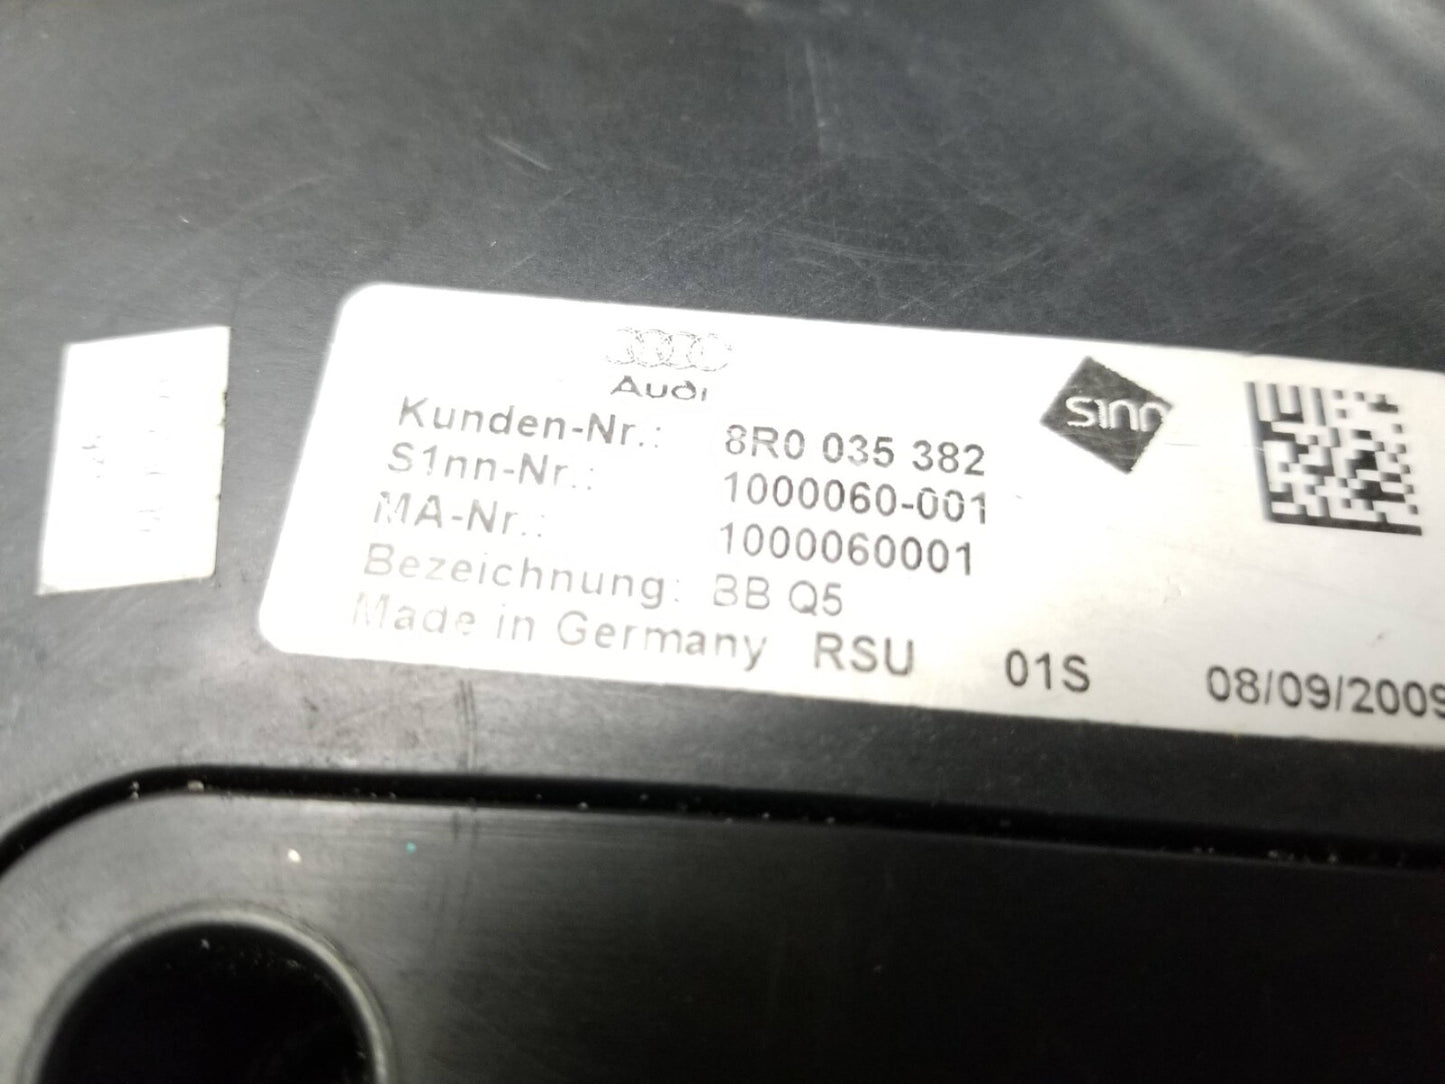 Audi
Kunden-Nr.: 8R0 035 382
S1nn-Nr.: 1000060-001
MA-Nr.: 1000060001
Bezeichnung: BB Q5
Made in Germany RSU 01S 08/09/2009
s1nn